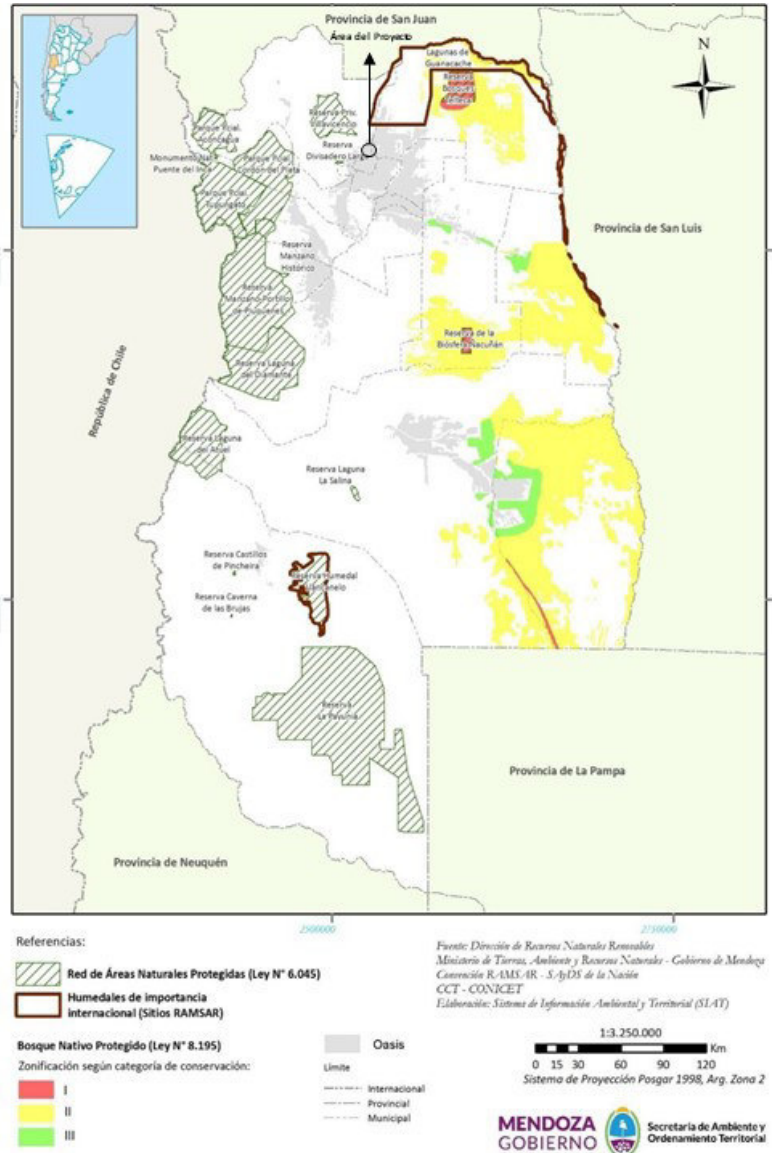 Provincia de San Juan
Área del Proyecto
Lagunas de
Guanacache
Reserva
Bosques
Telteca
N
Reserva Priv.
Villavicencio
Parque Pcial.
Aconcagua
Reserva
Divisadero Largo
Monumento Nat.
Puente del Inca
Parque Pcial.
Cordón del Plata
Parque Pcial.
Tupungato
Provincia de San Luis
Reserva
Manzano
Histórico
Reserva
Manzano-Portillo
de Piuquenes
Reserva de la
Biósfera Ñacuñán
Reserva Laguna
del Diamante
República de Chile
Reserva Laguna
del Atuel
Reserva Laguna
La Salina
Reserva Castillos
de Pincheira
Reserva Humedal
Llancanelo
Reserva Caverna
de las Brujas
Reserva
La Payunia
Provincia de La Pampa
Provincia de Neuquén
2500000
2750000
Referencias:
Red de Áreas Naturales Protegidas (Ley N° 6.045)
Humedales de importancia
internacional (Sitios RAMSAR)
Bosque Nativo Protegido (Ley N° 8.195)
Zonificación según categoría de conservación:
I
II
III
Oasis
Límite
Internacional
Provincial
Municipal
Fuente: Dirección de Recursos Naturales Renovables
Ministerio de Tierras, Ambiente y Recursos Naturales - Gobierno de Mendoza
Convención RAMSAR - SAyDS de la Nación
CCT - CONICET
Elaboración: Sistema de Información Ambiental y Territorial (SIAT)
1:3.250.000
0 15 30 60 90 120
Km
Sistema de Proyección Posgar 1998, Arg. Zona 2
MENDOZA
GOBIERNO
Secretaría de Ambiente y
Ordenamiento Territorial